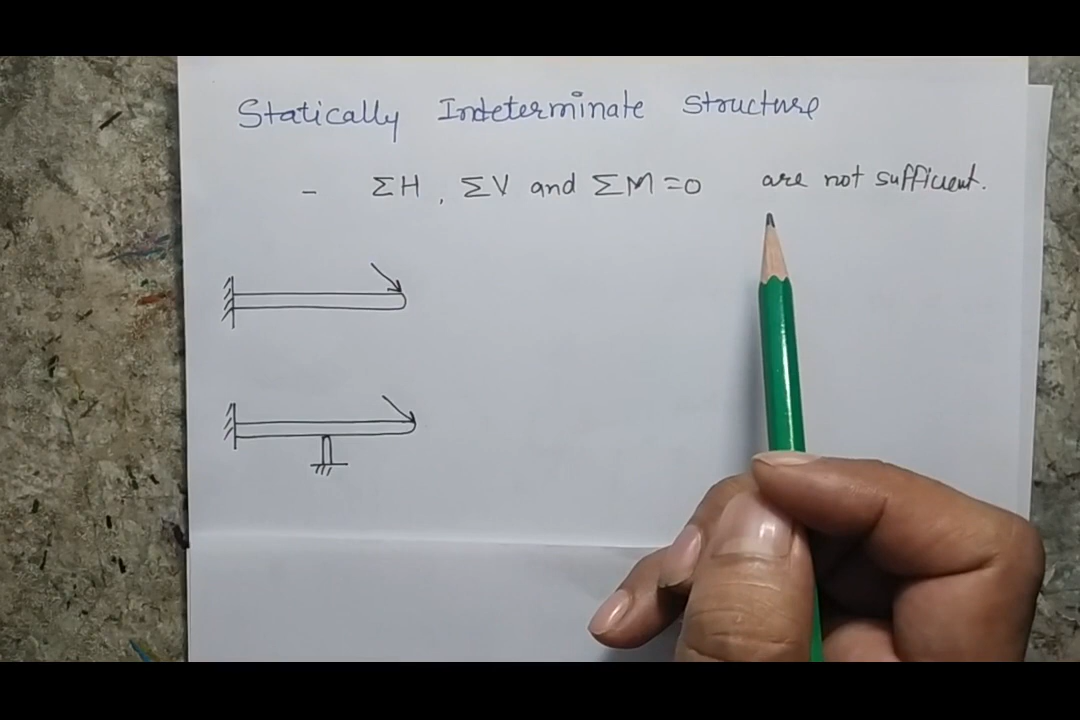 Statically Indeterminate Structure
- ΣH, ΣV and ΣM=0 are not sufficient.